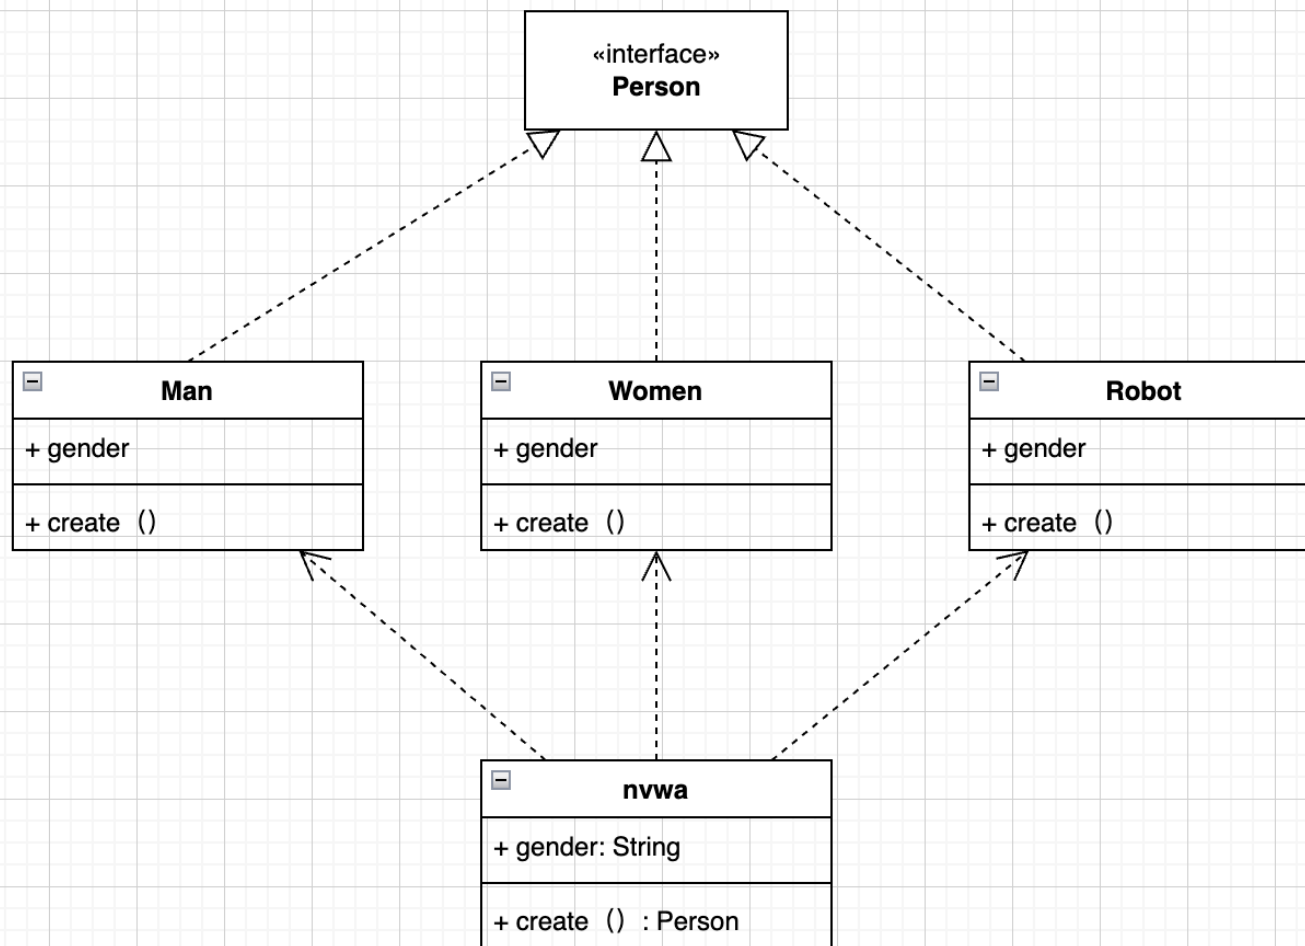 «interface»
Person
Man
+ gender
+ create （）
Women
+ gender
+ create （）
Robot
+ gender
+ create （）
nvwa
+ gender: String
+ create （）: Person